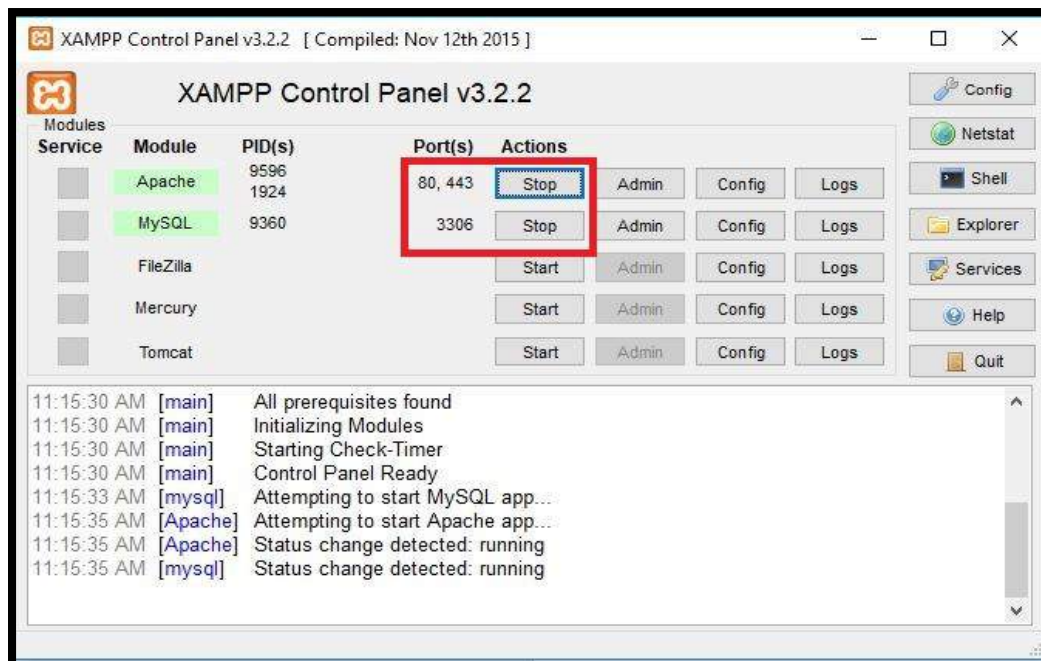 XAMPP Control Panel v3.2.2 [ Compiled: Nov 12th 2015 ]
XAMPP Control Panel v3.2.2
Config
Netstat
Shell
Explorer
Services
Help
Quit
Modules
Service Module PID(s) Port(s) Actions
Apache 9596 1924 80, 443 Stop Admin Config Logs
MySQL 9360 3306 Stop Admin Config Logs
FileZilla Start Admin Config Logs
Mercury Start Admin Config Logs
Tomcat Start Admin Config Logs
11:15:30 AM [main] All prerequisites found
11:15:30 AM [main] Initializing Modules
11:15:30 AM [main] Starting Check-Timer
11:15:30 AM [main] Control Panel Ready
11:15:33 AM [mysql] Attempting to start MySQL app...
11:15:35 AM [Apache] Attempting to start Apache app...
11:15:35 AM [Apache] Status change detected: running
11:15:35 AM [mysql] Status change detected: running